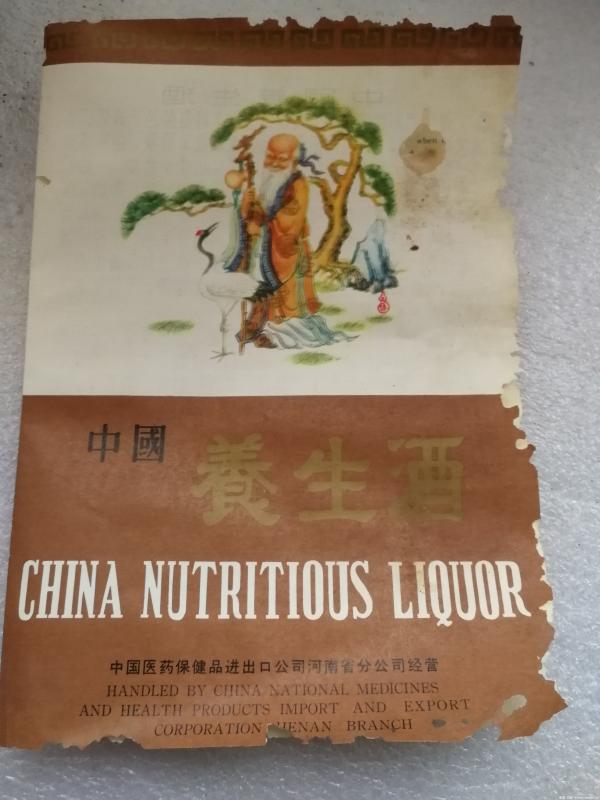 中國
養生酒
CHINA NUTRITIOUS LIQUOR
中国医药保健品进出口公司河南省分公司经营
HANDLED BY CHINA NATIONAL MEDICINES
AND HEALTH PRODUCTS IMPORT AND EXPORT
CORPORATION HENAN BRANCH